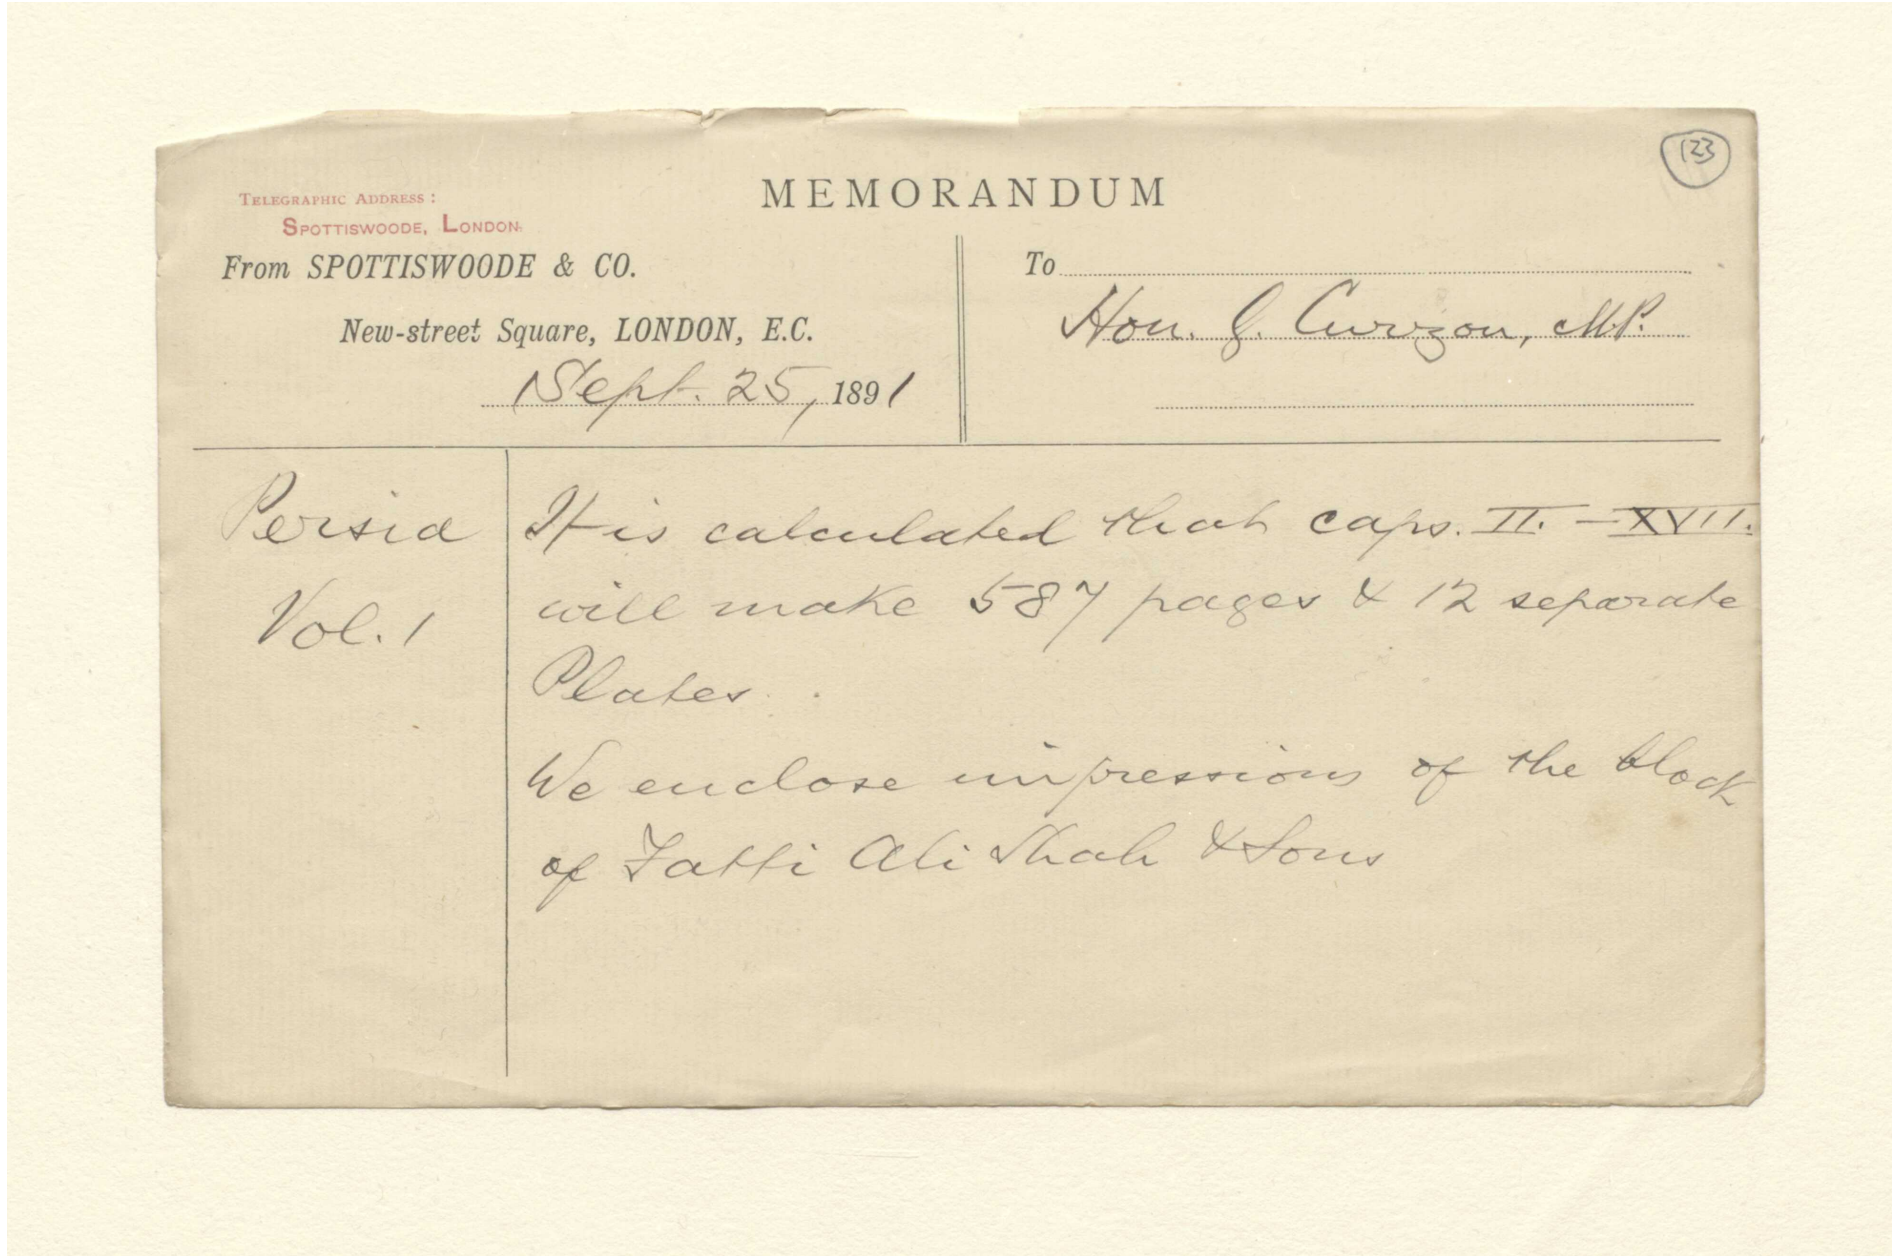 123
MEMORANDUM
TELEGRAPHIC ADDRESS:
SPOTTISWOODE, LONDON.
From SPOTTISWOODE & CO.
New-street Square, LONDON, E.C.
Sept. 25, 1891
To
Hon. G. Curzon, M.P.
Persia
Vol. 1
It is calculated that caps. II. – XVII.
will make 587 pages & 12 separate
Plates.
We enclose impressions of the block
of Fatti Ali Shah & Sons